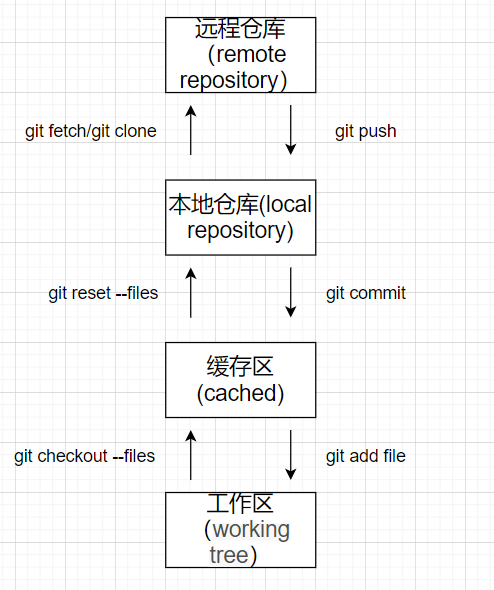 远程仓库
（remote
repository）
git fetch/git clone
git push
本地仓库(local
repository)
git reset --files
git commit
缓存区
(cached)
git checkout --files
git add file
工作区
（working
tree）